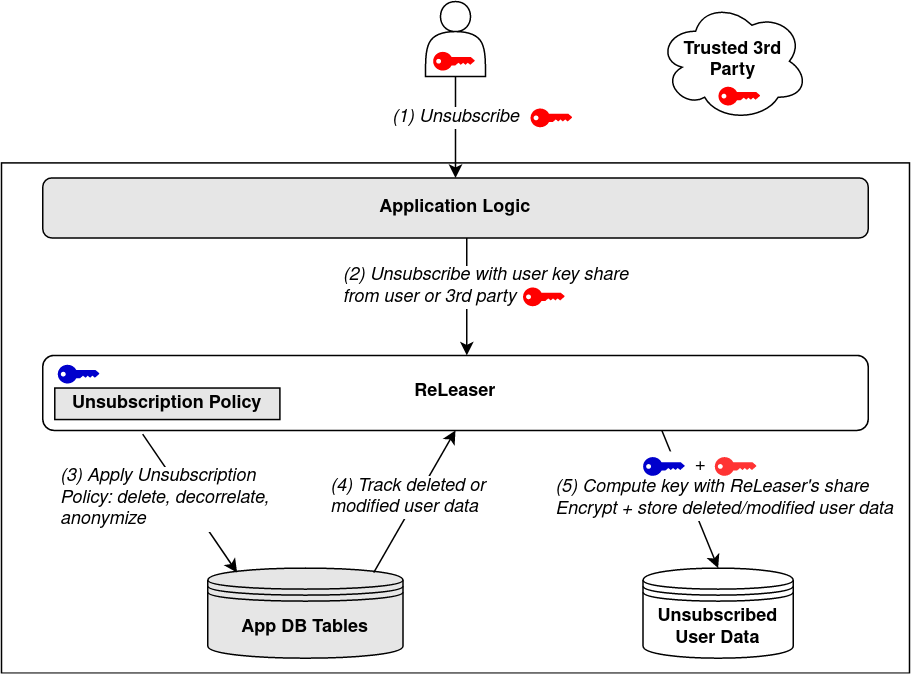 Trusted 3rd
Party
(1) Unsubscribe
Application Logic
(2) Unsubscribe with user key share
from user or 3rd party
ReLeaser
Unsubscription Policy
(3) Apply Unsubscription
Policy: delete, decorrelate,
anonymize
(4) Track deleted or
modified user data
+
(5) Compute key with ReLeaser's share
Encrypt + store deleted/modified user data
App DB Tables
Unsubscribed
User Data